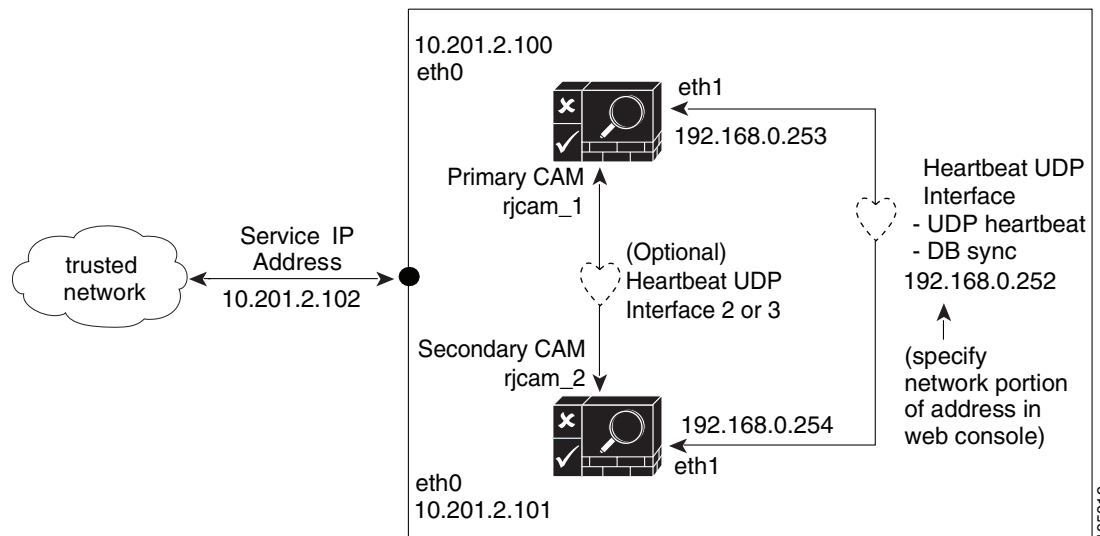 10.201.2.100
eth0
eth1
192.168.0.253
Primary CAM
rjcam_1
Heartbeat UDP
Interface
- UDP heartbeat
- DB sync
192.168.0.252
(specify
network portion
of address in
web console)
trusted
network
Service IP
Address
10.201.2.102
(Optional)
Heartbeat UDP
Interface 2 or 3
Secondary CAM
rjcam_2
192.168.0.254
eth1
eth0
10.201.2.101